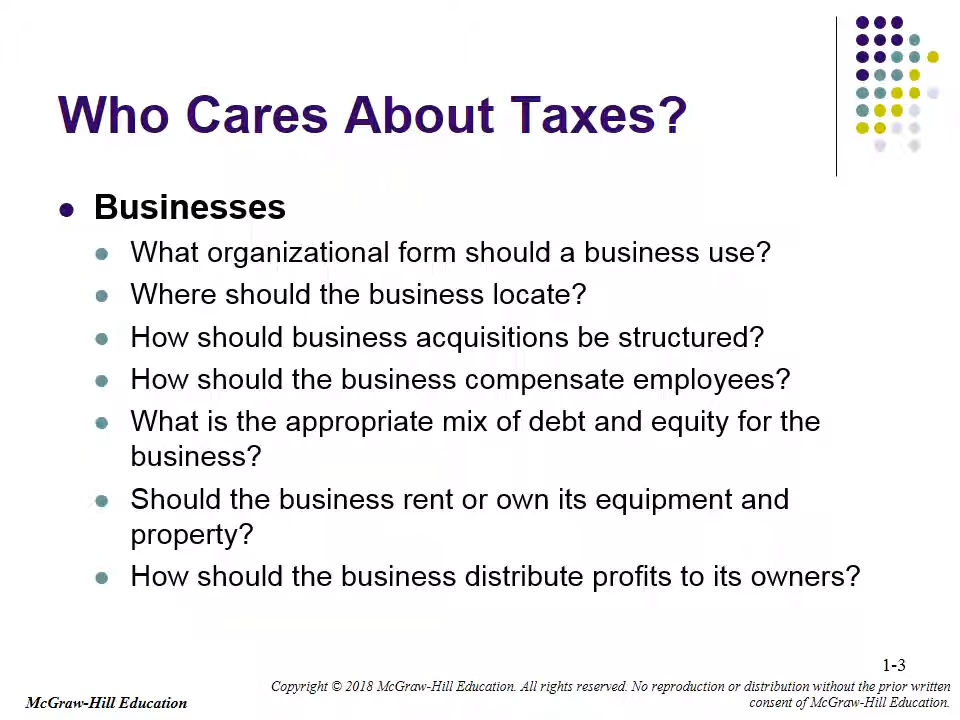 Who Cares About Taxes?
Businesses
What organizational form should a business use?
Where should the business locate?
How should business acquisitions be structured?
How should the business compensate employees?
What is the appropriate mix of debt and equity for the
business?
Should the business rent or own its equipment and
property?
How should the business distribute profits to its owners?
1-3
Copyright © 2018 McGraw-Hill Education. All rights reserved. No reproduction or distribution without the prior written
consent of McGraw-Hill Education.
McGraw-Hill Education